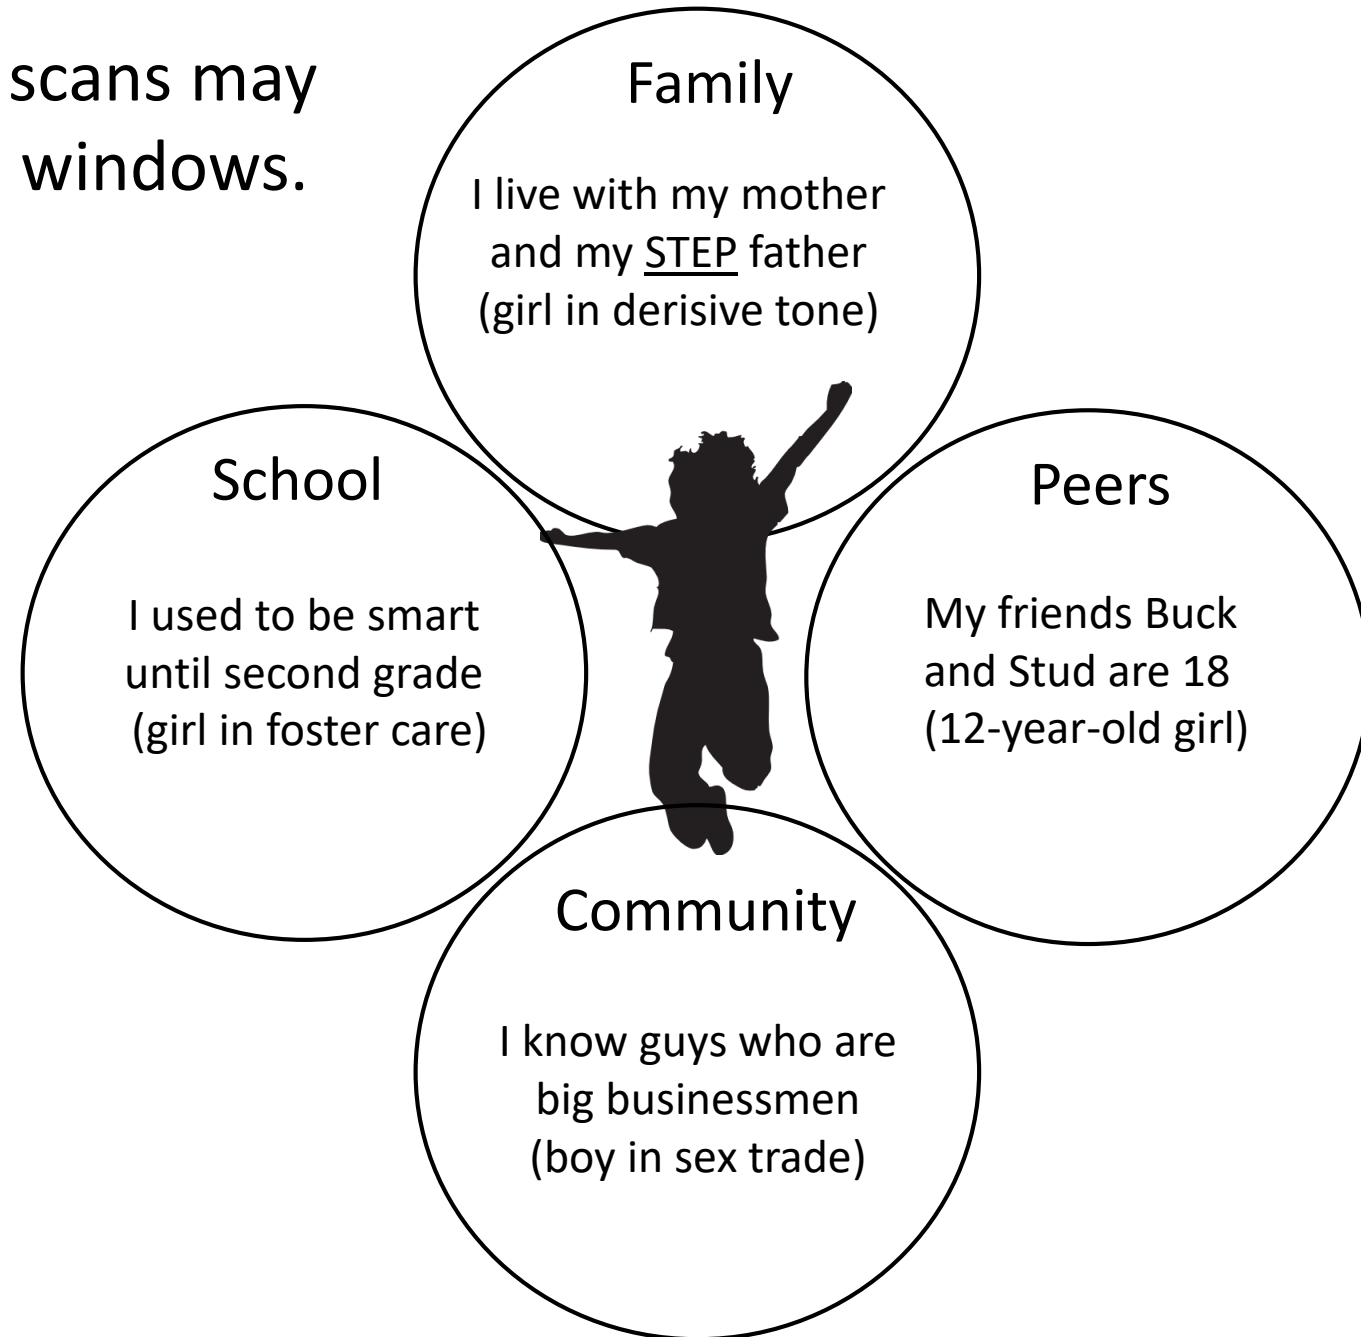 scans may
windows.
Family
I live with my mother
and my STEP father
(girl in derisive tone)
School
I used to be smart
until second grade
(girl in foster care)
Peers
My friends Buck
and Stud are 18
(12-year-old girl)
Community
I know guys who are
big businessmen
(boy in sex trade)